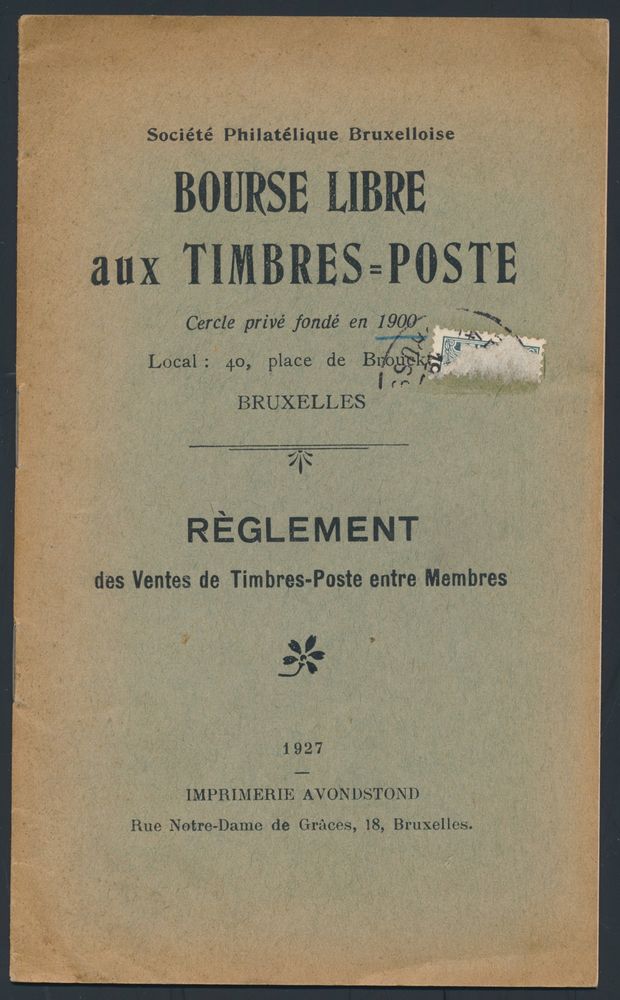 Société Philatélique Bruxelloise
BOURSE LIBRE
aux TIMBRES=POSTE
Cercle privé fondé en 1900
Local : 40, place de Brouck
BRUXELLES
RÈGLEMENT
des Ventes de Timbres-Poste entre Membres
1927
IMPRIMERIE AVONDSTOND
Rue Notre-Dame de Grâces, 18, Bruxelles.